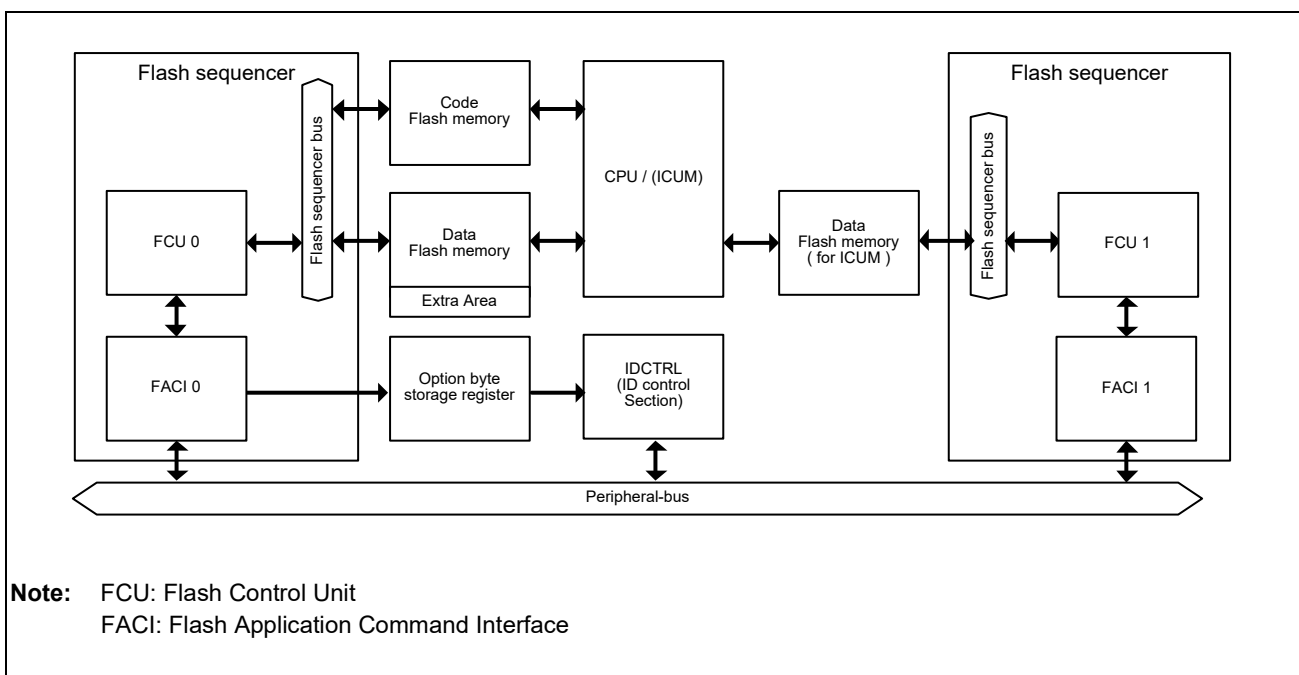 Flash sequencer
Flash sequencer
Code
Flash memory
Flash sequencer bus
CPU / (ICUM)
Flash sequencer bus
FCU 0
Data
Flash memory
Data
Flash memory
( for ICUM )
FCU 1
Extra Area
FACI 0
Option byte
storage register
IDCTRL
(ID control
Section)
FACI 1
Peripheral-bus
Note: FCU: Flash Control Unit
FACI: Flash Application Command Interface